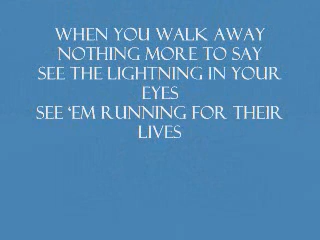 WHEN YOU WALK AWAY
NOTHING MORE TO SAY
SEE THE LIGHTNING IN YOUR
EYES
SEE 'EM RUNNING FOR THEIR
LIVES